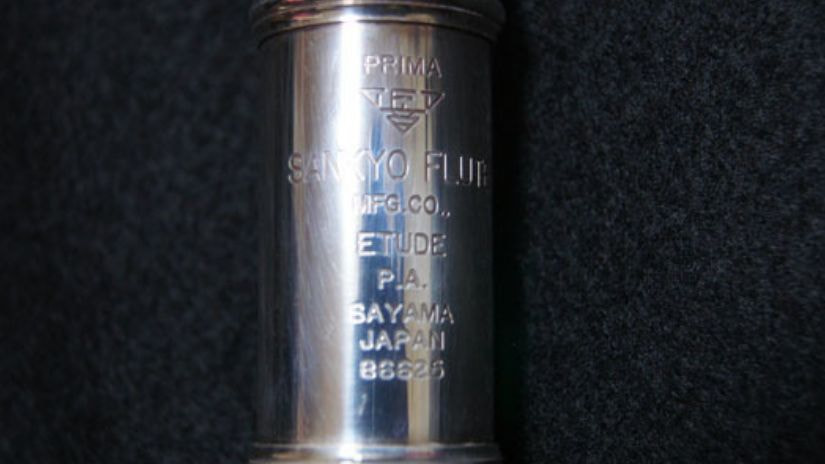 PRIMA
SANKYO FLUTE
MFG.CO.,
ETUDE
P.A.
SAYAMA
JAPAN
86625